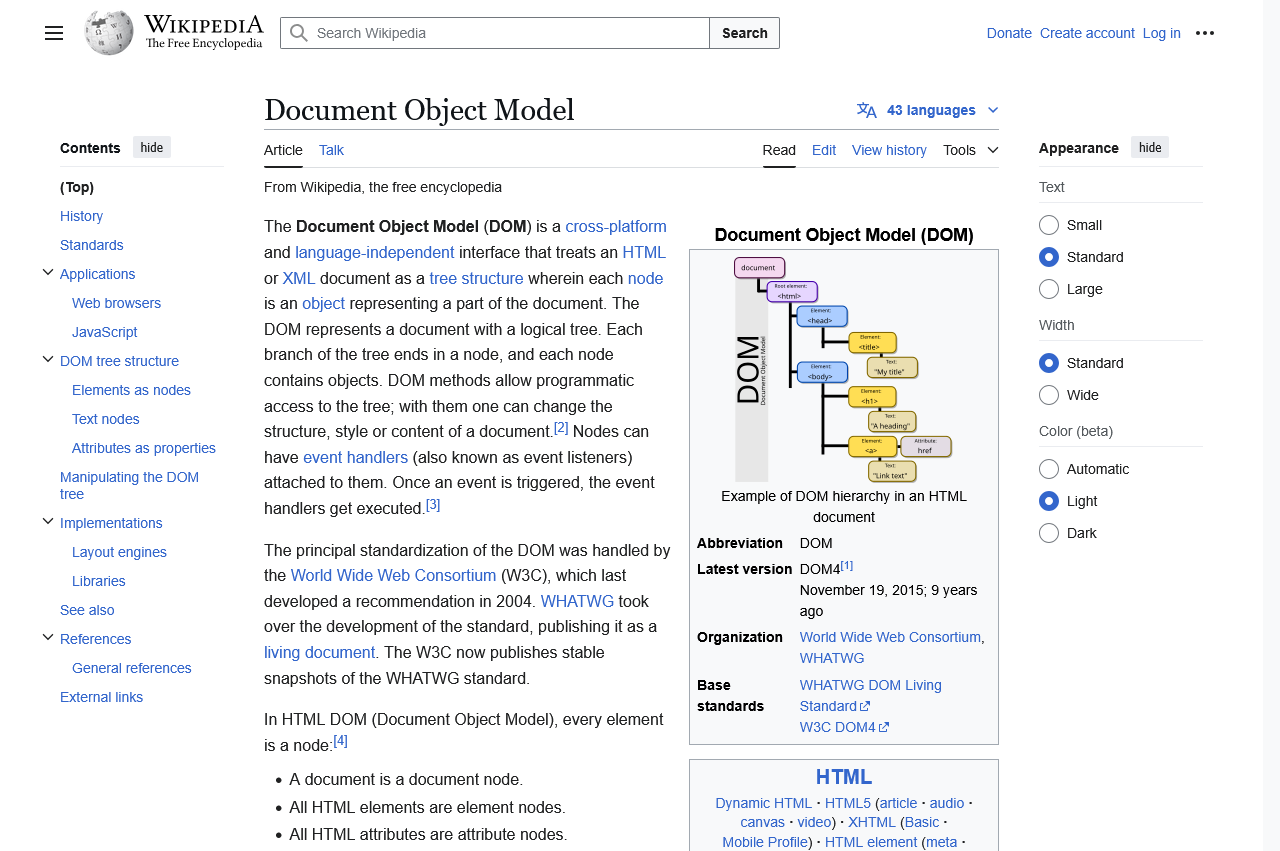 WIKIPEDIA
The Free Encyclopedia
Search Wikipedia
Search
Donate
Create account
Log in
Document Object Model
43 languages
Contents
hide
(Top)
History
Standards
Applications
Web browsers
JavaScript
DOM tree structure
Elements as nodes
Text nodes
Attributes as properties
Manipulating the DOM
tree
Implementations
Layout engines
Libraries
See also
References
General references
External links
Article
Talk
Read
Edit
View history
Tools
From Wikipedia, the free encyclopedia
The Document Object Model (DOM) is a cross-platform
and language-independent interface that treats an HTML
or XML document as a tree structure wherein each node
is an object representing a part of the document. The
DOM represents a document with a logical tree. Each
branch of the tree ends in a node, and each node
contains objects. DOM methods allow programmatic
access to the tree; with them one can change the
structure, style or content of a document.[2] Nodes can
have event handlers (also known as event listeners)
attached to them. Once an event is triggered, the event
handlers get executed.[3]
The principal standardization of the DOM was handled by
the World Wide Web Consortium (W3C), which last
developed a recommendation in 2004. WHATWG took
over the development of the standard, publishing it as a
living document. The W3C now publishes stable
snapshots of the WHATWG standard.
In HTML DOM (Document Object Model), every element
is a node:[4]
• A document is a document node.
• All HTML elements are element nodes.
• All HTML attributes are attribute nodes.
Document Object Model (DOM)
DOM
Document Object Model
document
Root element:
<html>
Element:
<head>
Element:
<title>
Text:
"My title"
Element:
<body>
Element:
<h1>
Text:
"A heading"
Element:
<a>
Attribute:
href
Text:
"Link text"
Example of DOM hierarchy in an HTML
document
Abbreviation DOM
Latest version DOM4[1]
November 19, 2015; 9 years
ago
Organization World Wide Web Consortium,
WHATWG
Base
standards
WHATWG DOM Living
Standard
W3C DOM4
HTML
Dynamic HTML · HTML5 (article · audio ·
canvas · video) · XHTML (Basic ·
Mobile Profile) · HTML element (meta ·
Appearance
hide
Text
Small
Standard
Large
Width
Standard
Wide
Color (beta)
Automatic
Light
Dark